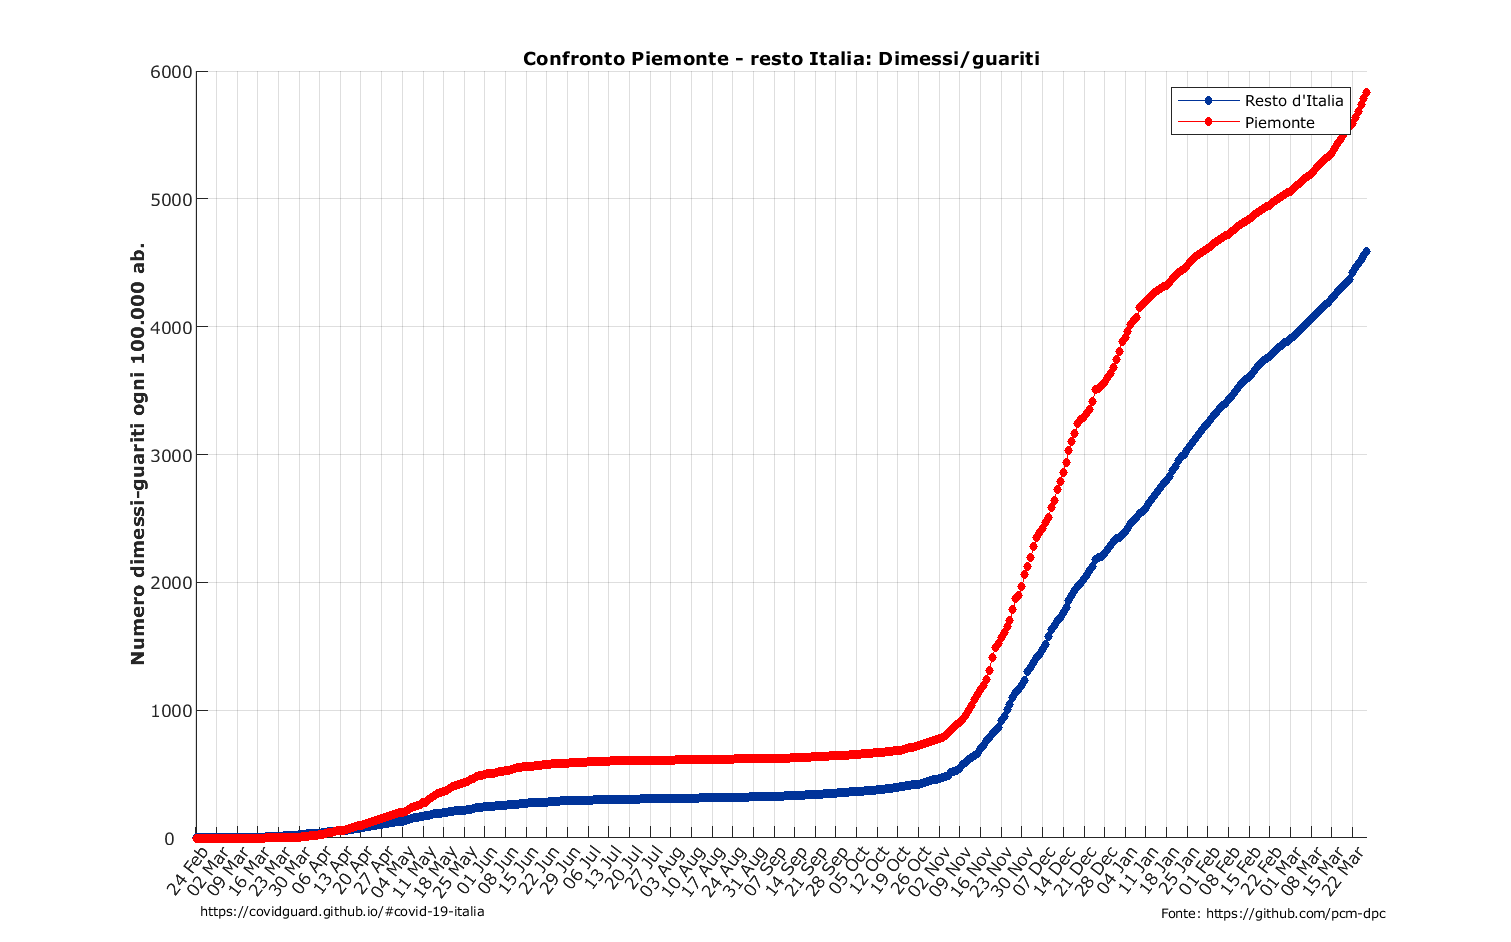 Confronto Piemonte - resto Italia: Dimessi/guariti
Resto d'Italia
Piemonte
Numero dimessi-guariti ogni 100.000 ab.
6000
5000
4000
3000
2000
1000
0
24 Feb
02 Mar
09 Mar
16 Mar
23 Mar
30 Mar
06 Apr
13 Apr
20 Apr
27 Apr
04 May
11 May
18 May
25 May
01 Jun
08 Jun
15 Jun
22 Jun
29 Jun
06 Jul
13 Jul
20 Jul
27 Jul
03 Aug
10 Aug
17 Aug
24 Aug
31 Aug
07 Sep
14 Sep
21 Sep
28 Sep
05 Oct
12 Oct
19 Oct
26 Oct
02 Nov
09 Nov
16 Nov
23 Nov
30 Nov
07 Dec
14 Dec
21 Dec
28 Dec
04 Jan
11 Jan
18 Jan
25 Jan
01 Feb
08 Feb
15 Feb
22 Feb
01 Mar
08 Mar
15 Mar
22 Mar
https://covidguard.github.io/#covid-19-italia
Fonte: https://github.com/pcm-dpc